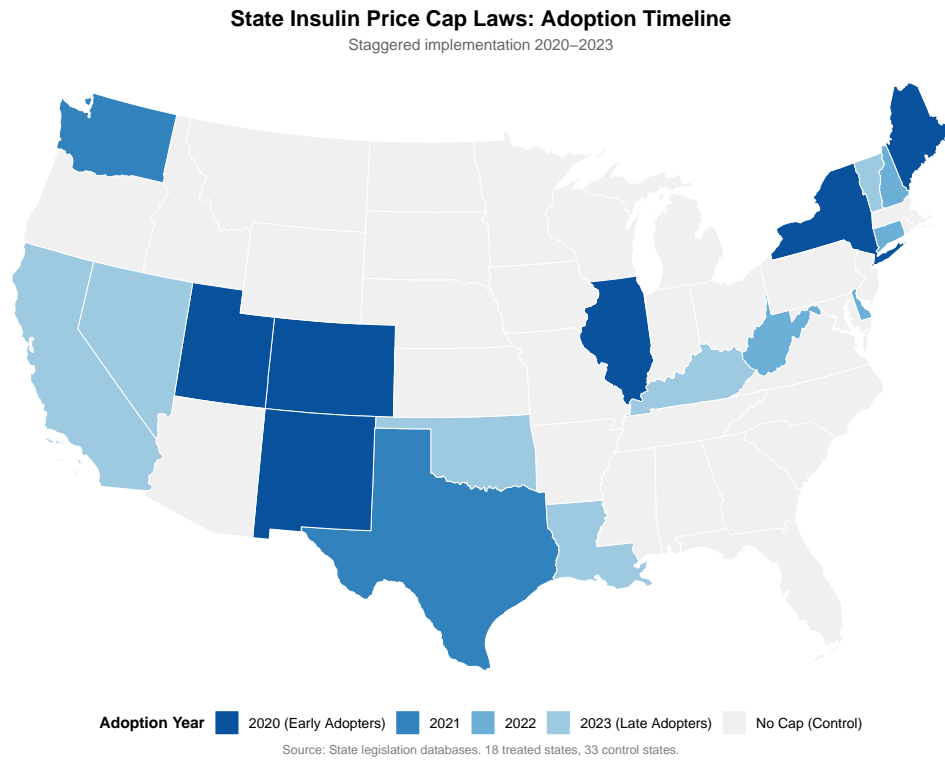 State Insulin Price Cap Laws: Adoption Timeline
Staggered implementation 2020–2023
Adoption Year 2020 (Early Adopters) 2021 2022 2023 (Late Adopters) No Cap (Control)
Source: State legislation databases. 18 treated states, 33 control states.